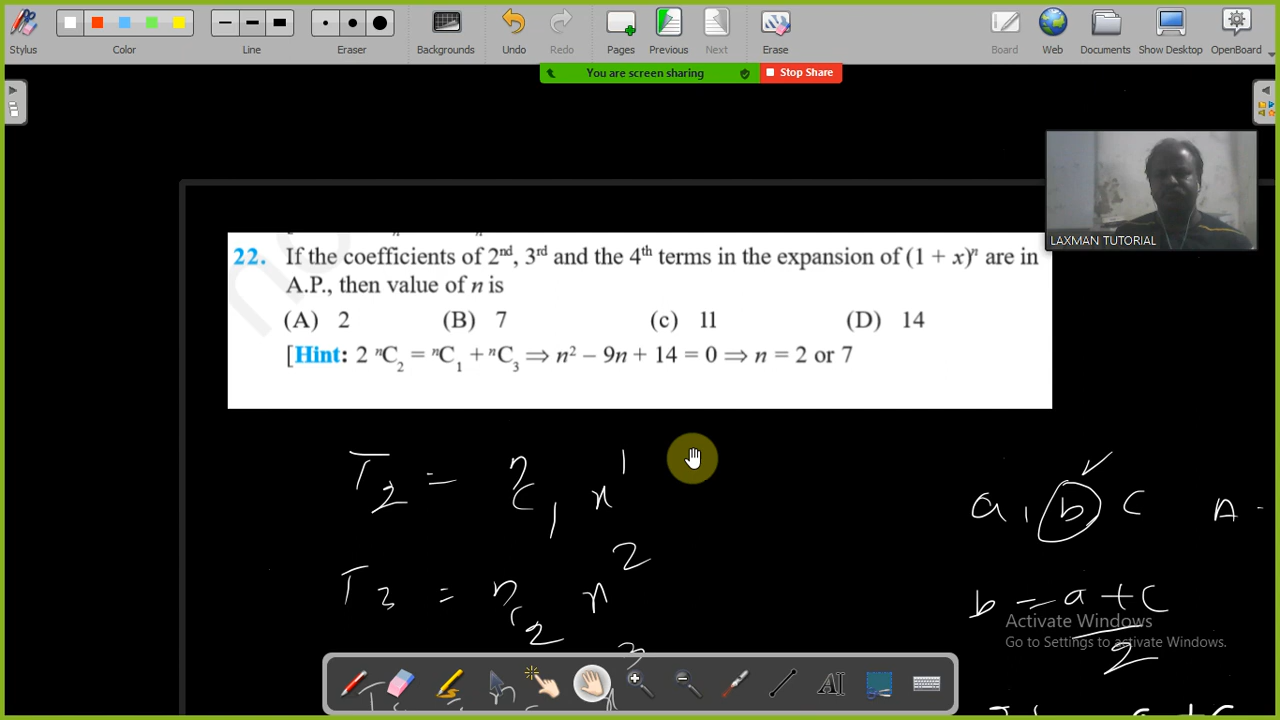 Stylus Color Line Eraser Backgrounds Undo Redo Pages Previous Next Erase Board Web Documents Show Desktop OpenBoard
You are screen sharing Stop Share
LAXMAN TUTORIAL
22. If the coefficients of 2nd, 3rd and the 4th terms in the expansion of (1 + x)ⁿ are in
A.P., then value of n is
(A) 2 (B) 7 (c) 11 (D) 14
[Hint: 2 ⁿC₂ = ⁿC₁ + ⁿC₃ ⇒ n² – 9n + 14 = 0 ⇒ n = 2 or 7
T₂ = ⁿC₁ x¹
a, b c A
T₃ = ⁿC₂ x²
b = a + c / 2
Activate Windows
Go to Settings to activate Windows.
AI